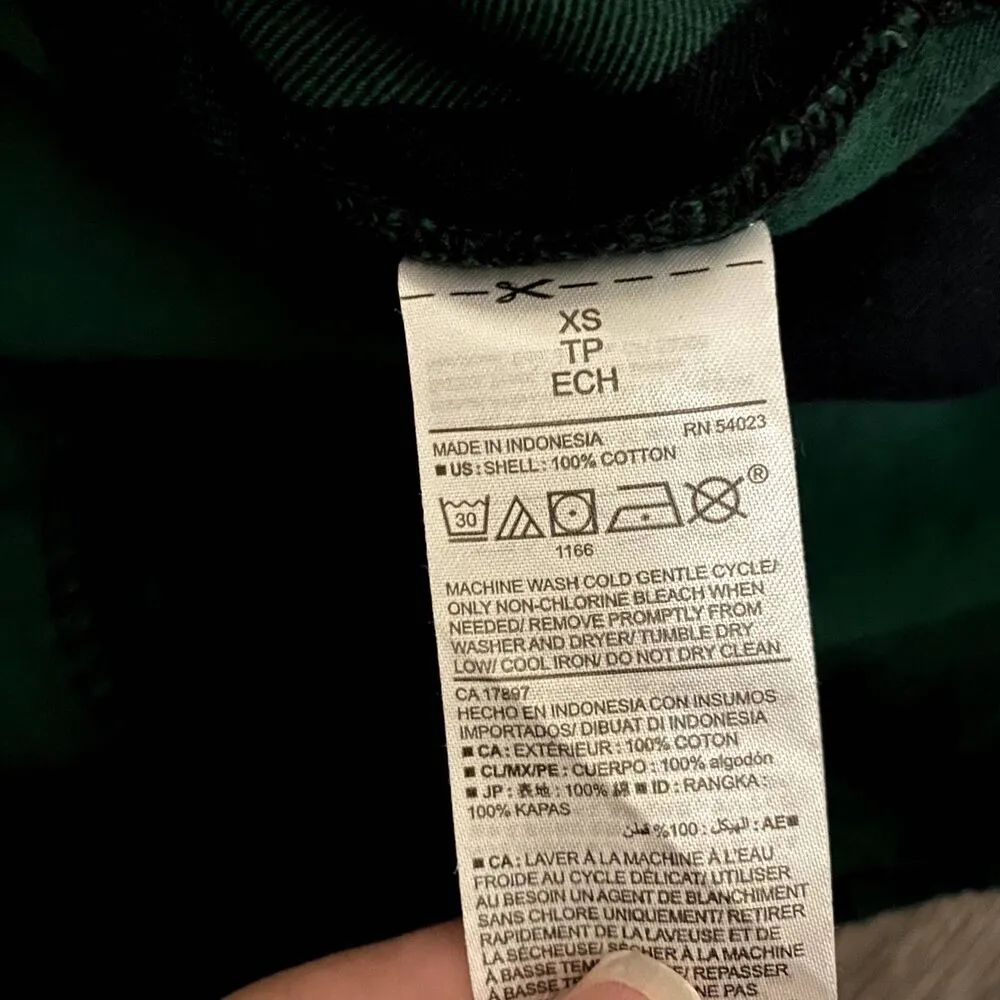 XS
TP
ECH
RN 54023
MADE IN INDONESIA
■ US : SHELL : 100% COTTON
30
®
1166
MACHINE WASH COLD GENTLE CYCLE/
ONLY NON-CHLORINE BLEACH WHEN
NEEDED/ REMOVE PROMPTLY FROM
WASHER AND DRYER/ TUMBLE DRY
LOW/ COOL IRON/ DO NOT DRY CLEAN
CA 17897
HECHO EN INDONESIA CON INSUMOS
IMPORTADOS/ DIBUAT DI INDONESIA
■ CA : EXTÉRIEUR : 100% COTON
■ CL/MX/PE : CUERPO : 100% algodón
■ JP : 表地 : 100% 綿 ■ ID : RANGKA :
100% KAPAS
■AE : الهيكل : 100% قطن
■ CA : LAVER À LA MACHINE À L'EAU
FROIDE AU CYCLE DÉLICAT/ UTILISER
AU BESOIN UN AGENT DE BLANCHIMENT
SANS CHLORE UNIQUEMENT/ RETIRER
RAPIDEMENT DE LA LAVEUSE ET DE
LA SÉCHEUSE/ SÉCHER À LA MACHINE
À BASSE / REPASSER
À BASSE NE PAS